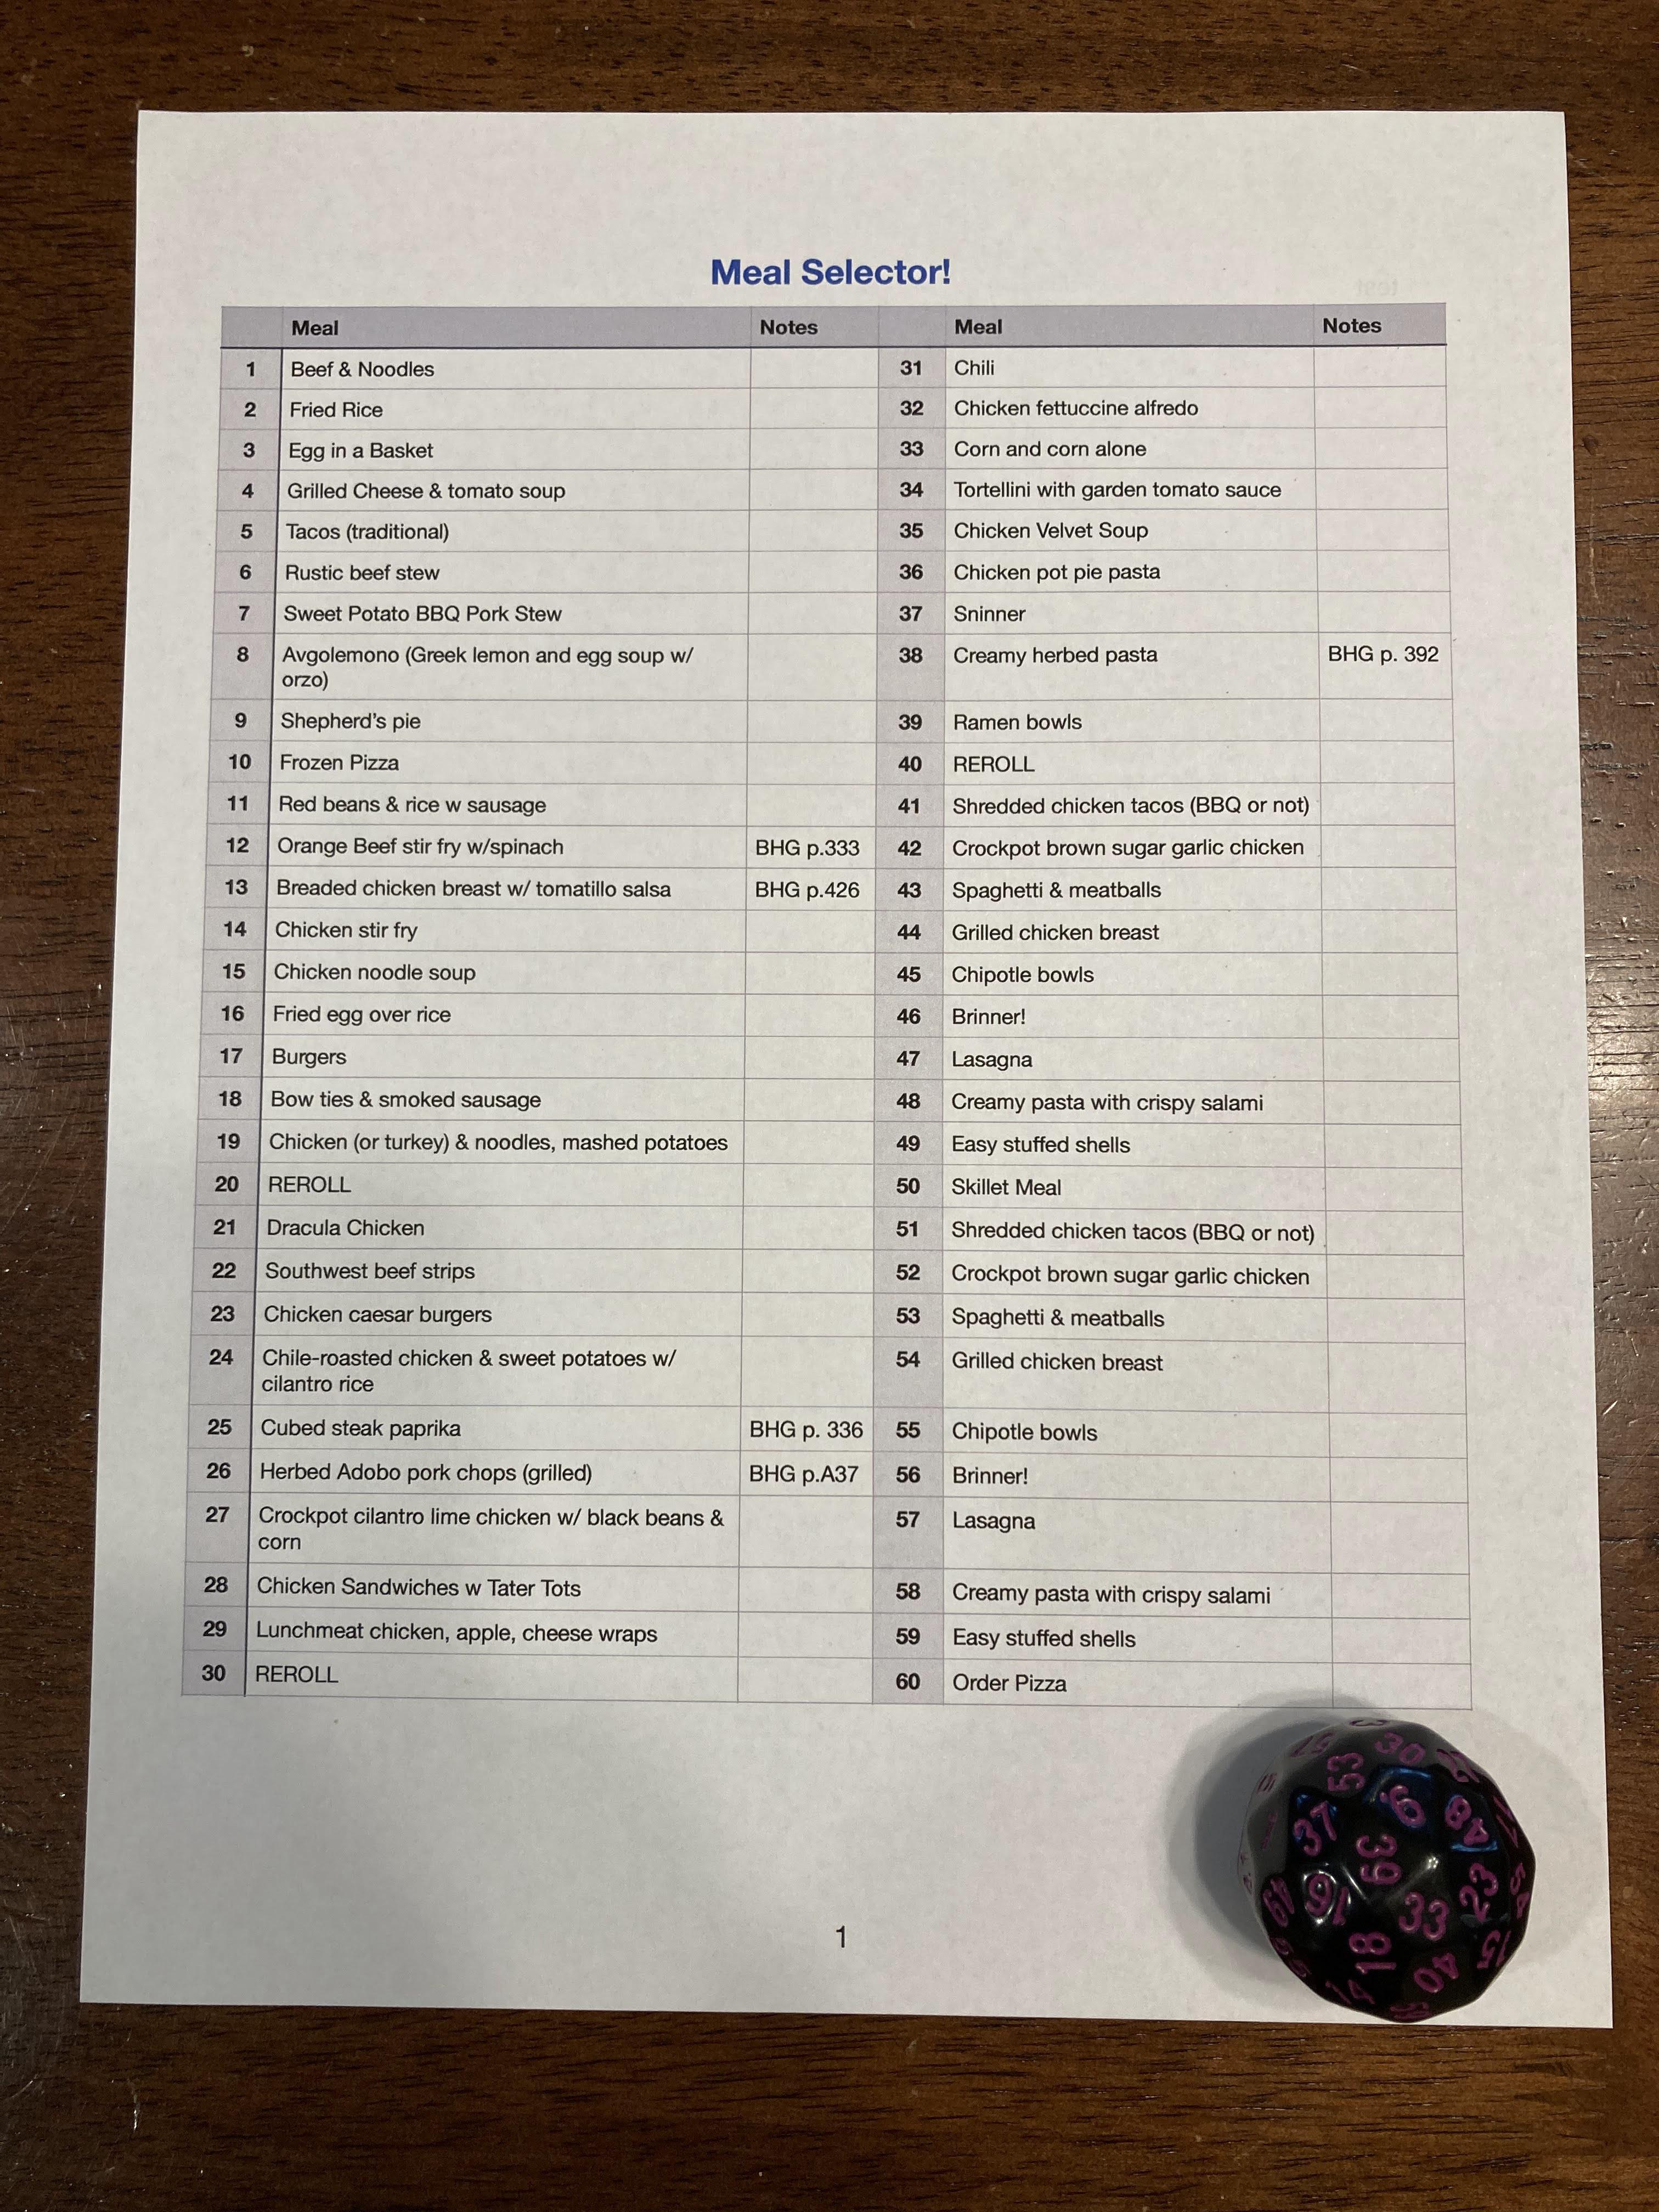 Meal Selector!
Meal Notes Meal Notes
1 Beef & Noodles 31 Chili
2 Fried Rice 32 Chicken fettuccine alfredo
3 Egg in a Basket 33 Corn and corn alone
4 Grilled Cheese & tomato soup 34 Tortellini with garden tomato sauce
5 Tacos (traditional) 35 Chicken Velvet Soup
6 Rustic beef stew 36 Chicken pot pie pasta
7 Sweet Potato BBQ Pork Stew 37 Sninner
8 Avgolemono (Greek lemon and egg soup w/ 38 Creamy herbed pasta BHG p. 392
orzo)
9 Shepherd's pie 39 Ramen bowls
10 Frozen Pizza 40 REROLL
11 Red beans & rice w sausage 41 Shredded chicken tacos (BBQ or not)
12 Orange Beef stir fry w/spinach BHG p.333 42 Crockpot brown sugar garlic chicken
13 Breaded chicken breast w/ tomatillo salsa BHG p.426 43 Spaghetti & meatballs
14 Chicken stir fry 44 Grilled chicken breast
15 Chicken noodle soup 45 Chipotle bowls
16 Fried egg over rice 46 Brinner!
17 Burgers 47 Lasagna
18 Bow ties & smoked sausage 48 Creamy pasta with crispy salami
19 Chicken (or turkey) & noodles, mashed potatoes 49 Easy stuffed shells
20 REROLL 50 Skillet Meal
21 Dracula Chicken 51 Shredded chicken tacos (BBQ or not)
22 Southwest beef strips 52 Crockpot brown sugar garlic chicken
23 Chicken caesar burgers 53 Spaghetti & meatballs
24 Chile-roasted chicken & sweet potatoes w/ 54 Grilled chicken breast
cilantro rice
25 Cubed steak paprika BHG p. 336 55 Chipotle bowls
26 Herbed Adobo pork chops (grilled) BHG p.A37 56 Brinner!
27 Crockpot cilantro lime chicken w/ black beans & 57 Lasagna
corn
28 Chicken Sandwiches w Tater Tots 58 Creamy pasta with crispy salami
29 Lunchmeat chicken, apple, cheese wraps 59 Easy stuffed shells
30 REROLL 60 Order Pizza
30
53
9
37
48
39
16
23
33
18
40
15
54
49
1